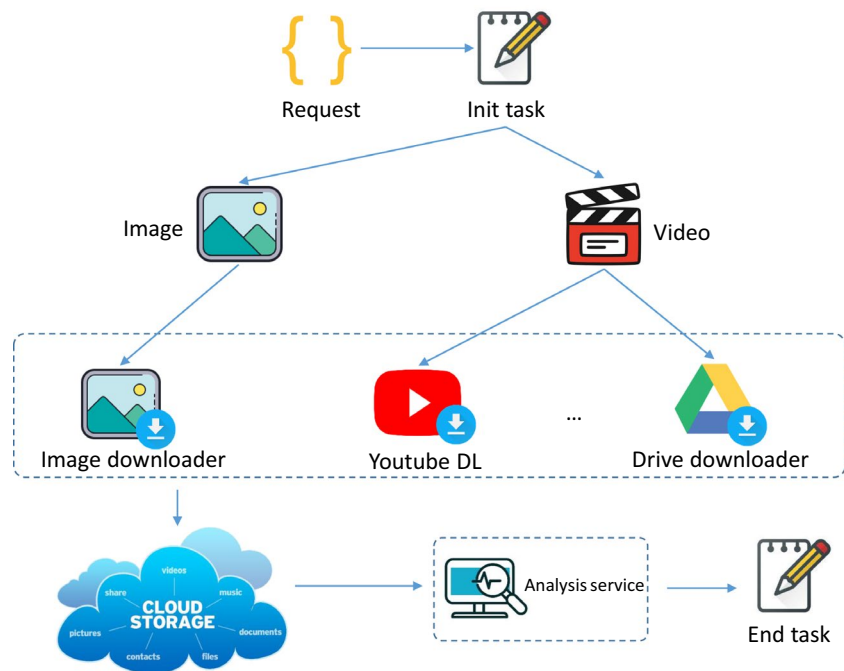 { }
Request
Init task
Image
Video
...
Image downloader
Youtube DL
Drive downloader
videos
share
music
CLOUD
STORAGE
pictures
documents
contacts
files
Analysis service
End task